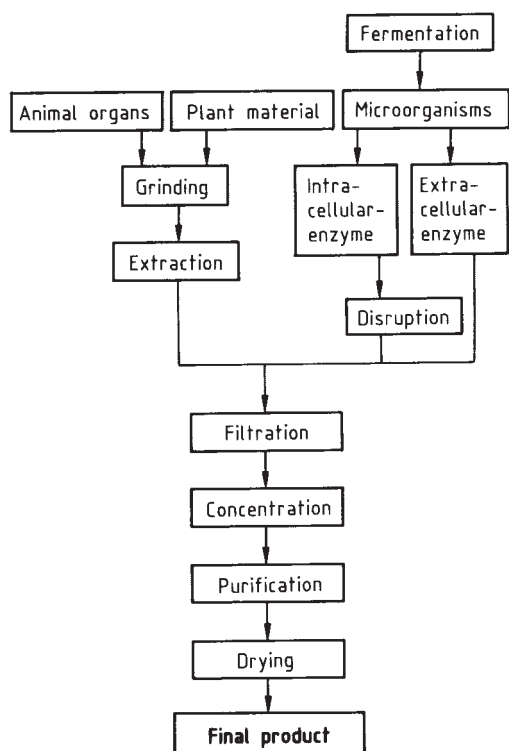 Fermentation
Animal organs
Plant material
Microorganisms
Grinding
Intra-
cellular-
enzyme
Extra-
cellular-
enzyme
Extraction
Disruption
Filtration
Concentration
Purification
Drying
Final product